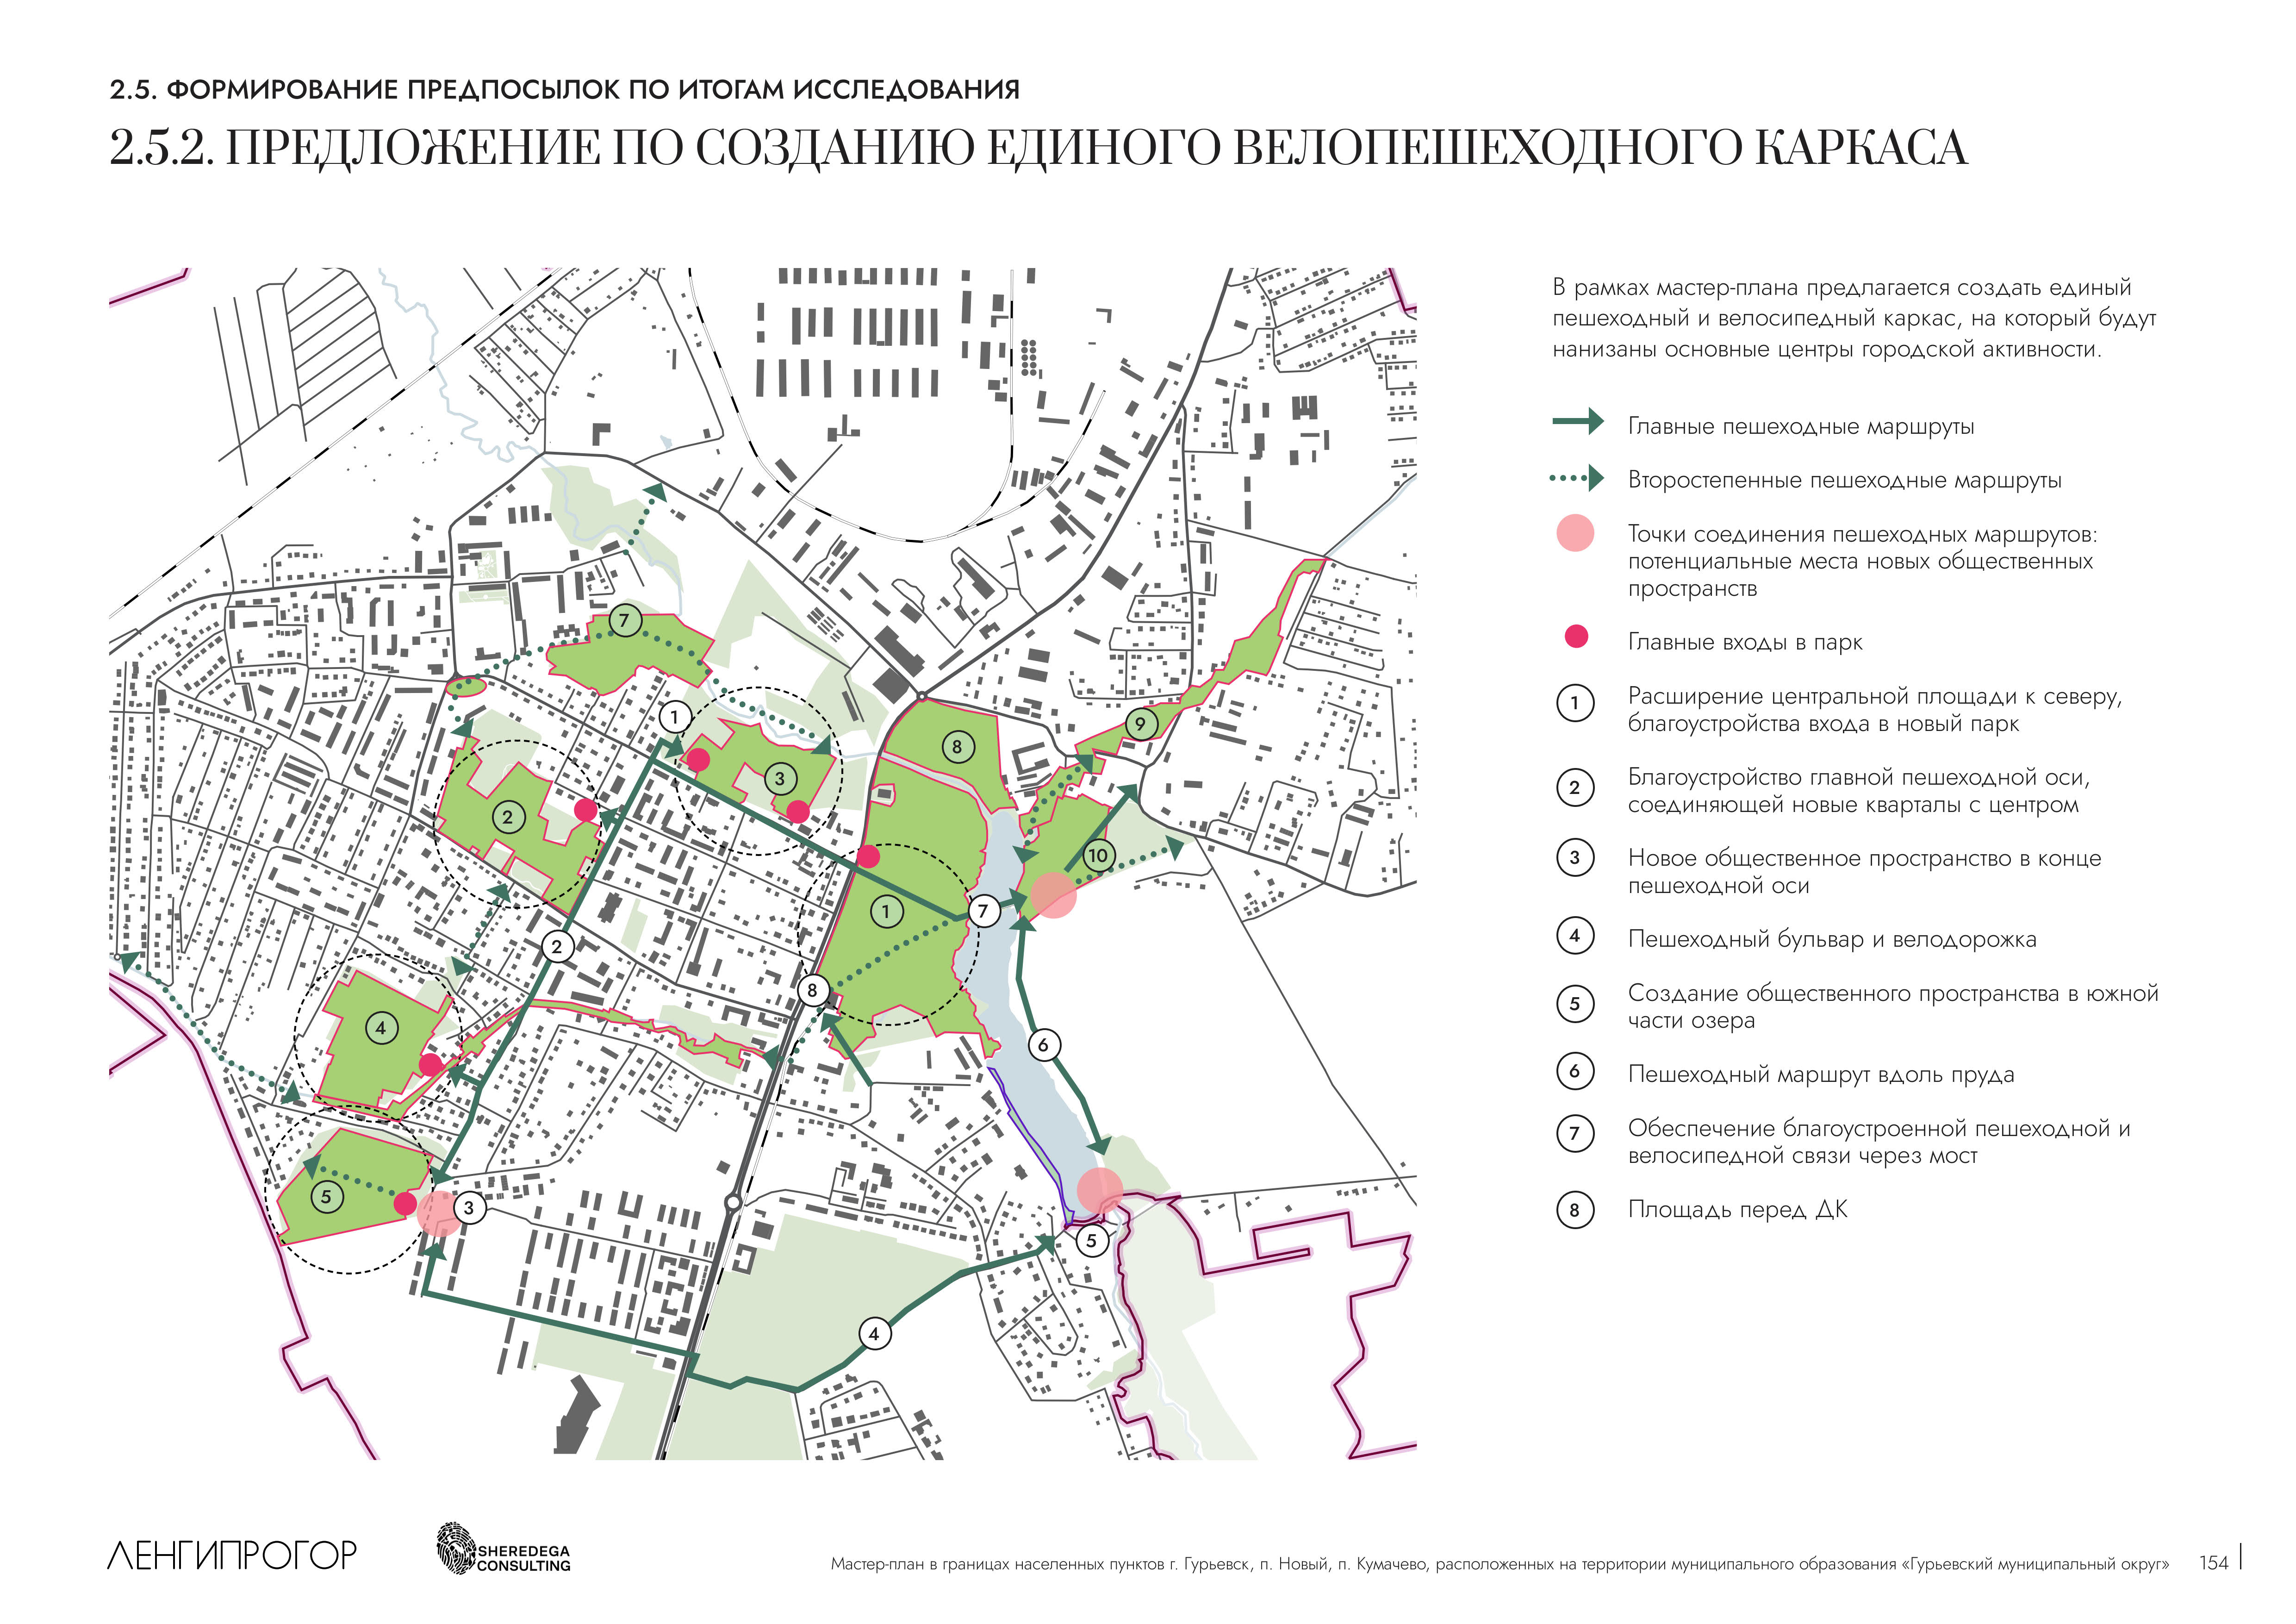 2.5. ФОРМИРОВАНИЕ ПРЕДПОСЫЛОК ПО ИТОГАМ ИССЛЕДОВАНИЯ
2.5.2. ПРЕДЛОЖЕНИЕ ПО СОЗДАНИЮ ЕДИНОГО ВЕЛОПЕШЕХОДНОГО КАРКАСА
7
1
9
8
3
2
10
1
7
2
8
4
6
5
3
5
4
В рамках мастер-плана предлагается создать единый
пешеходный и велосипедный каркас, на который будут
нанизаны основные центры городской активности.
Главные пешеходные маршруты
Второстепенные пешеходные маршруты
Точки соединения пешеходных маршрутов:
потенциальные места новых общественных
пространств
Главные входы в парк
1 Расширение центральной площади к северу,
благоустройства входа в новый парк
2 Благоустройство главной пешеходной оси,
соединяющей новые кварталы с центром
3 Новое общественное пространство в конце
пешеходной оси
4 Пешеходный бульвар и велодорожка
5 Создание общественного пространства в южной
части озера
6 Пешеходный маршрут вдоль пруда
7 Обеспечение благоустроенной пешеходной и
велосипедной связи через мост
8 Площадь перед ДК
ЛЕНГИПРОГОР
SHEREDEGA
CONSULTING
Мастер-план в границах населенных пунктов г. Гурьевск, п. Новый, п. Кумачево, расположенных на территории муниципального образования «Гурьевский муниципальный округ»
154